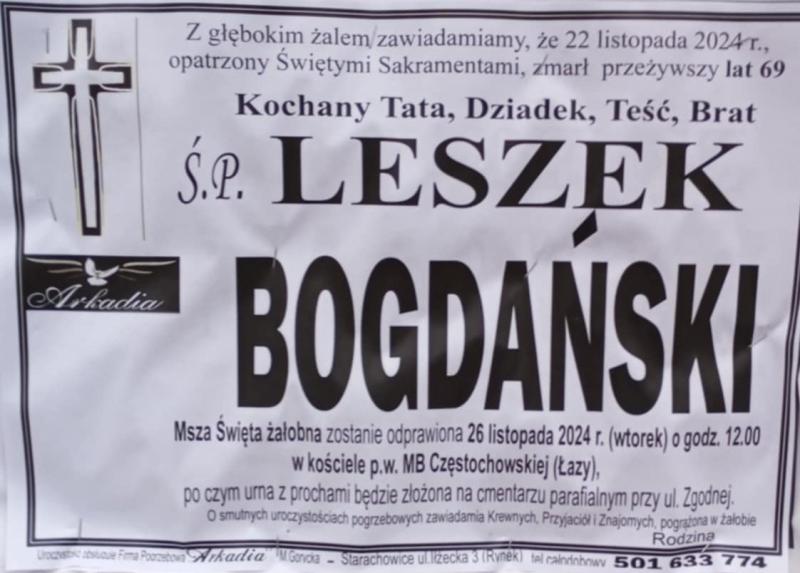 Z głębokim żalem zawiadamiamy, że 22 listopada 2024 r.,
opatrzony Świętymi Sakramentami, zmarł przeżywszy lat 69
Kochany Tata, Dziadek, Teść, Brat
Ś.P. LESZEK
BOGDAŃSKI
Arkadia
Msza Święta żałobna zostanie odprawiona 26 listopada 2024 r. (wtorek) o godz. 12.00
w kościele p.w. MB Częstochowskiej (Łazy),
po czym urna z prochami będzie złożona na cmentarzu parafialnym przy ul. Zgodnej.
O smutnych uroczystościach pogrzebowych zawiadamia Krewnych, Przyjaciół i Znajomych, pogrążona w żałobie
Rodzina
Uroczystość obsługuje Firma Pogrzebowa "Arkadia" M.Gonycka – Starachowice ul.Iłżecka 3 (Rynek) tel.całodobowy 501 633 774